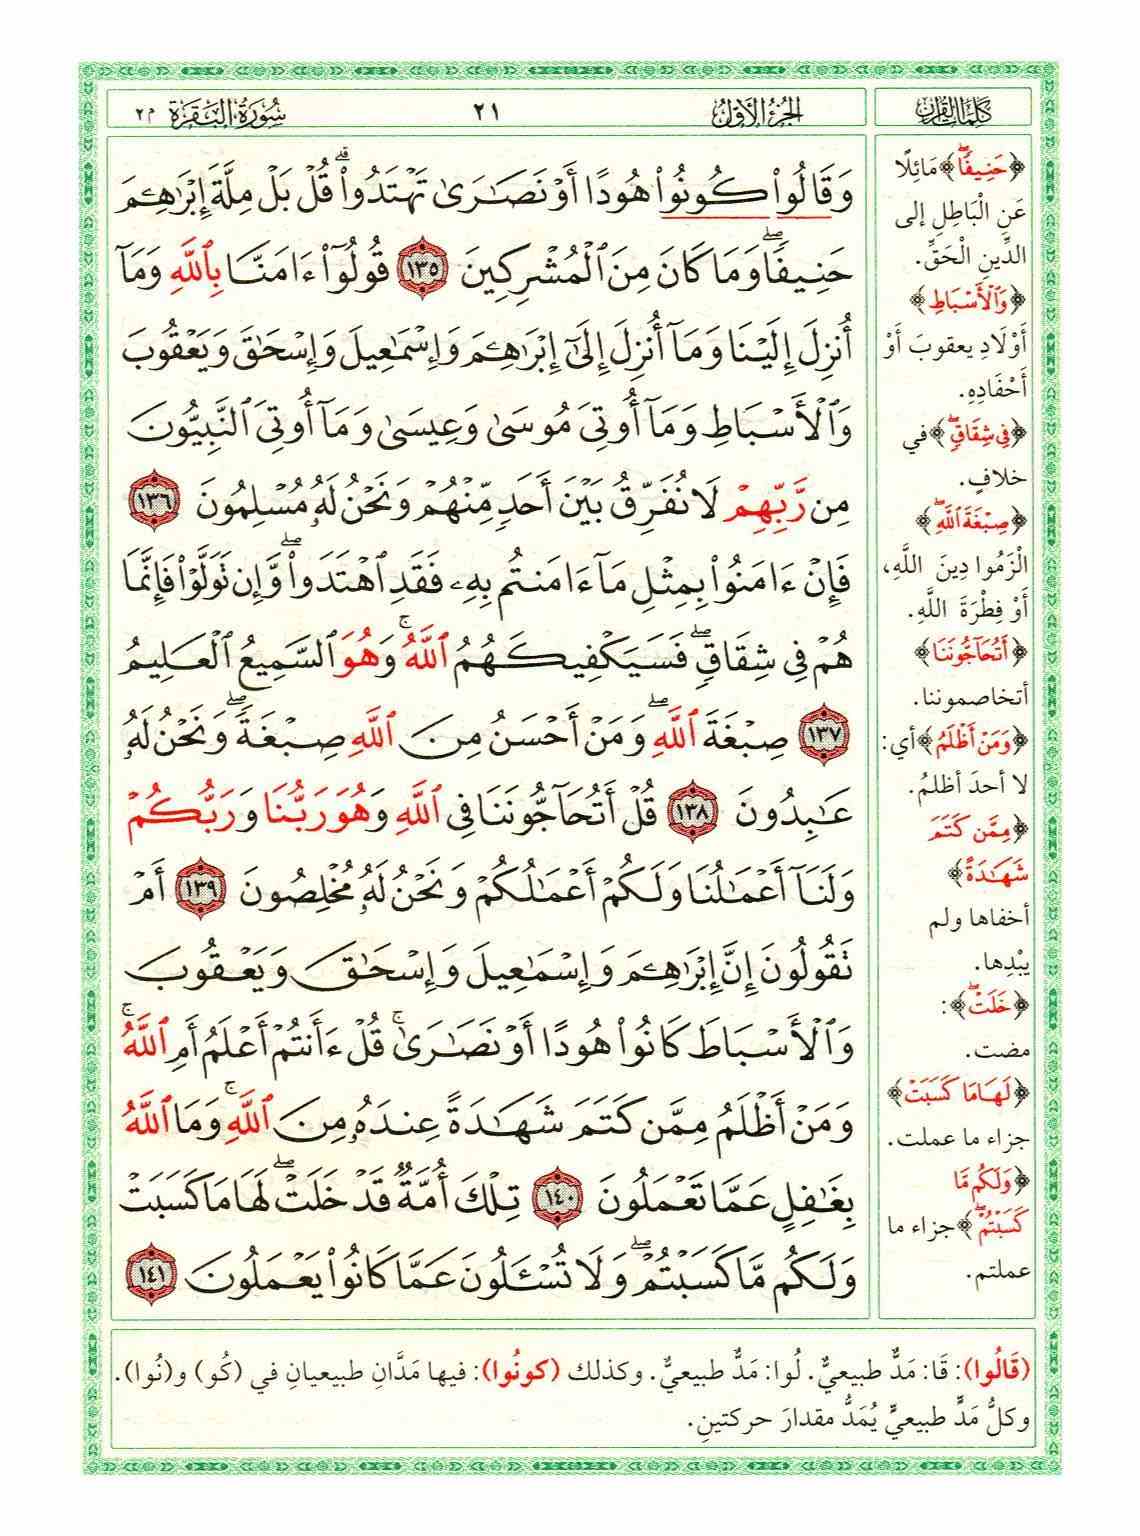 كلمات القرآن
الجزء الأول
٢١
سورة البقرة م٢
وَقَالُوا۟ كُونُوا۟ هُودًا أَوْ نَصَٰرَىٰ تَهْتَدُوا۟ ۗ قُلْ بَلْ مِلَّةَ إِبْرَٰهِۦمَ
حَنِيفًا ۖ وَمَا كَانَ مِنَ ٱلْمُشْرِكِينَ ١٣٥ قُولُوٓا۟ ءَامَنَّا بِٱللَّهِ وَمَآ
أُنزِلَ إِلَيْنَا وَمَآ أُنزِلَ إِلَىٰٓ إِبْرَٰهِۦمَ وَإِسْمَٰعِيلَ وَإِسْحَٰقَ وَيَعْقُوبَ
وَٱلْأَسْبَاطِ وَمَآ أُوتِىَ مُوسَىٰ وَعِيسَىٰ وَمَآ أُوتِىَ ٱلنَّبِيُّونَ
مِن رَّبِّهِمْ لَا نُفَرِّقُ بَيْنَ أَحَدٍ مِّنْهُمْ وَنَحْنُ لَهُۥ مُسْلِمُونَ ١٣٦
فَإِنْ ءَامَنُوا۟ بِمِثْلِ مَآ ءَامَنتُم بِهِۦ فَقَدِ ٱهْتَدَوا۟ ۖ وَّإِن تَوَلَّوْا۟ فَإِنَّمَا
هُمْ فِى شِقَاقٍ ۖ فَسَيَكْفِيكَهُمُ ٱللَّهُ ۚ وَهُوَ ٱلسَّمِيعُ ٱلْعَلِيمُ
١٣٧ صِبْغَةَ ٱللَّهِ ۖ وَمَنْ أَحْسَنُ مِنَ ٱللَّهِ صِبْغَةً ۖ وَنَحْنُ لَهُۥ
عَٰبِدُونَ ١٣٨ قُلْ أَتُحَآجُّونَنَا فِى ٱللَّهِ وَهُوَ رَبُّنَا وَرَبُّكُمْ
وَلَنَآ أَعْمَٰلُنَا وَلَكُمْ أَعْمَٰلُكُمْ وَنَحْنُ لَهُۥ مُخْلِصُونَ ١٣٩ أَمْ
تَقُولُونَ إِنَّ إِبْرَٰهِۦمَ وَإِسْمَٰعِيلَ وَإِسْحَٰقَ وَيَعْقُوبَ
وَٱلْأَسْبَاطَ كَانُوا۟ هُودًا أَوْ نَصَٰرَىٰ ۗ قُلْ ءَأَنتُمْ أَعْلَمُ أَمِ ٱللَّهُ ۗ
وَمَنْ أَظْلَمُ مِمَّن كَتَمَ شَهَٰدَةً عِندَهُۥ مِنَ ٱللَّهِ ۗ وَمَا ٱللَّهُ
بِغَٰفِلٍ عَمَّا تَعْمَلُونَ ١٤٠ تِلْكَ أُمَّةٌ قَدْ خَلَتْ ۖ لَهَا مَا كَسَبَتْ
وَلَكُم مَّا كَسَبْتُمْ ۖ وَلَا تُسْـَٔلُونَ عَمَّا كَانُوا۟ يَعْمَلُونَ ١٤١
﴿حَنِيفًا ۖ﴾ مَائِلًا
عَنِ الْبَاطِلِ إلى
الدِّينِ الْحَقِّ.
﴿وَٱلْأَسْبَاطِ﴾
أَوْلَادِ يعقوبَ أَوْ
أَحْفَادِهِ.
﴿فِى شِقَاقٍ ۖ﴾ في
خلافٍ.
﴿صِبْغَةَ ٱللَّهِ ۖ﴾
الْزَمُوا دِينَ اللَّهِ،
أَوْ فِطْرَةَ اللَّهِ.
﴿أَتُحَآجُّونَنَا﴾
أتخاصموننا.
﴿وَمَنْ أَظْلَمُ﴾ أي:
لا أحدَ أظلمُ.
﴿مِمَّن كَتَمَ
شَهَٰدَةً﴾
أخفاها ولم
يبْدِها.
﴿خَلَتْ ۖ﴾:
مضت.
﴿لَهَا مَا كَسَبَتْ﴾
جزاء ما عملت.
﴿وَلَكُم مَّا
كَسَبْتُمْ ۖ﴾ جزاء ما
عملتم.
(قَالُوا): قَا: مَدٌّ طبيعيٌّ. لُوا: مَدٌّ طبيعيٌّ. وكذلك (كونُوا): فيها مَدَّانِ طبيعيانِ في (كُو) و(نُوا).
وكلُّ مَدٍّ طبيعيٍّ يُمَدُّ مقدارَ حركتينِ.